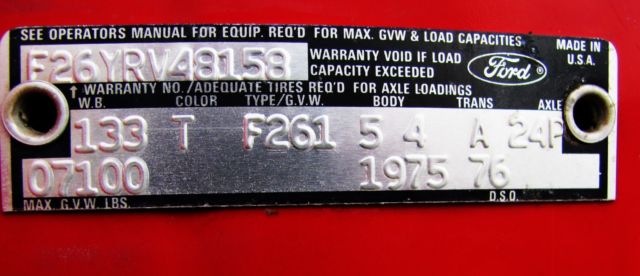 SEE OPERATORS MANUAL FOR EQUIP. REQ'D FOR MAX. GVW & LOAD CAPACITIES
F26YRV48158 WARRANTY VOID IF LOAD CAPACITY EXCEEDED
Ford
MADE IN U.S.A.
↑ WARRANTY NO./ADEQUATE TIRES REQ'D FOR AXLE LOADINGS
W.B. COLOR TYPE/G.V.W. BODY TRANS AXLE
133 T F261 5 4 A 24P
07100 1975 76
MAX. G.V.W. LBS. D.S.O.